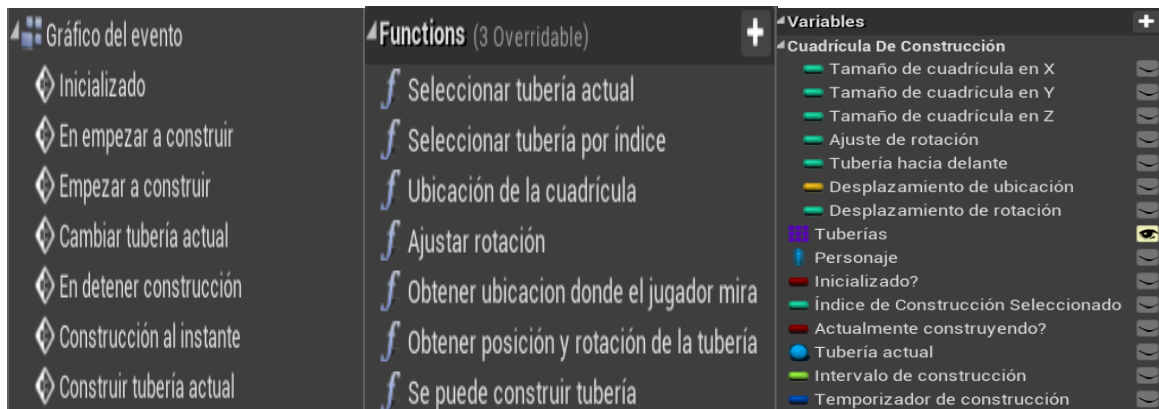 Gráfico del evento
Inicializado
En empezar a construir
Empezar a construir
Cambiar tubería actual
En detener construcción
Construcción al instante
Construir tubería actual
Functions (3 Overridable)
Seleccionar tubería actual
Seleccionar tubería por índice
Ubicación de la cuadrícula
Ajustar rotación
Obtener ubicacion donde el jugador mira
Obtener posición y rotación de la tubería
Se puede construir tubería
Variables
Cuadrícula De Construcción
Tamaño de cuadrícula en X
Tamaño de cuadrícula en Y
Tamaño de cuadrícula en Z
Ajuste de rotación
Tubería hacia delante
Desplazamiento de ubicación
Desplazamiento de rotación
Tuberías
Personaje
Inicializado?
Índice de Construcción Seleccionado
Actualmente construyendo?
Tubería actual
Intervalo de construcción
Temporizador de construcción